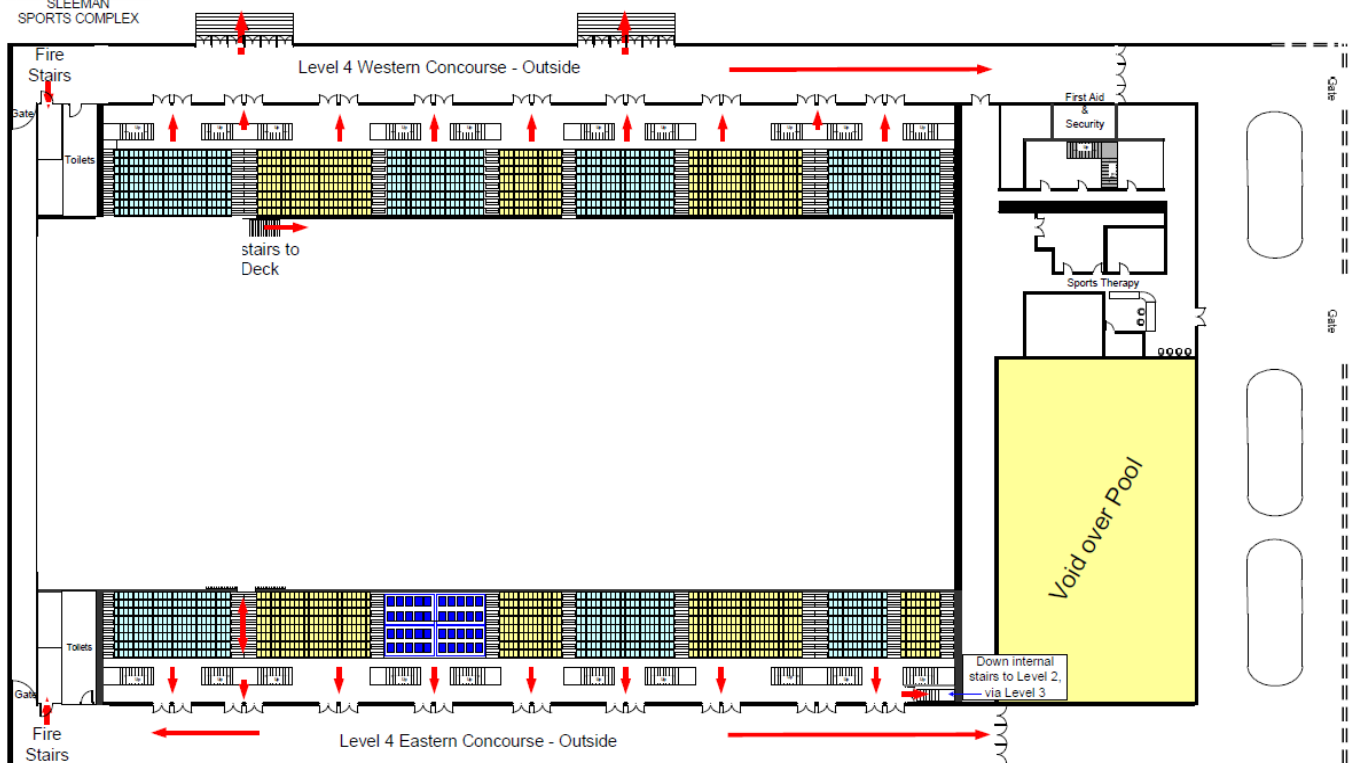 SLEEMAN
SPORTS COMPLEX
Fire
Stairs
Level 4 Western Concourse - Outside
Gate
Gate
First Aid
&
Security
Toilets
stairs to
Deck
Sports Therapy
Gate
Void over Pool
Toilets
Gate
Down internal
stairs to Level 2,
via Level 3
Fire
Stairs
Level 4 Eastern Concourse - Outside